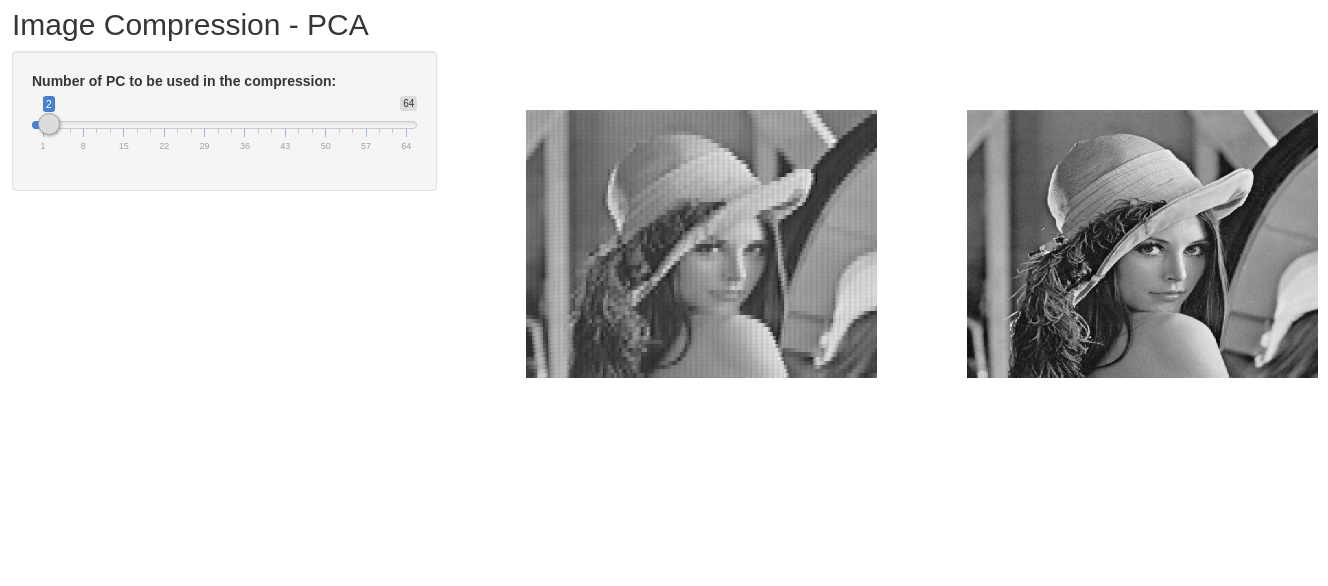 Image Compression - PCA
Number of PC to be used in the compression:
2 64
1 8 15 22 29 36 43 50 57 64